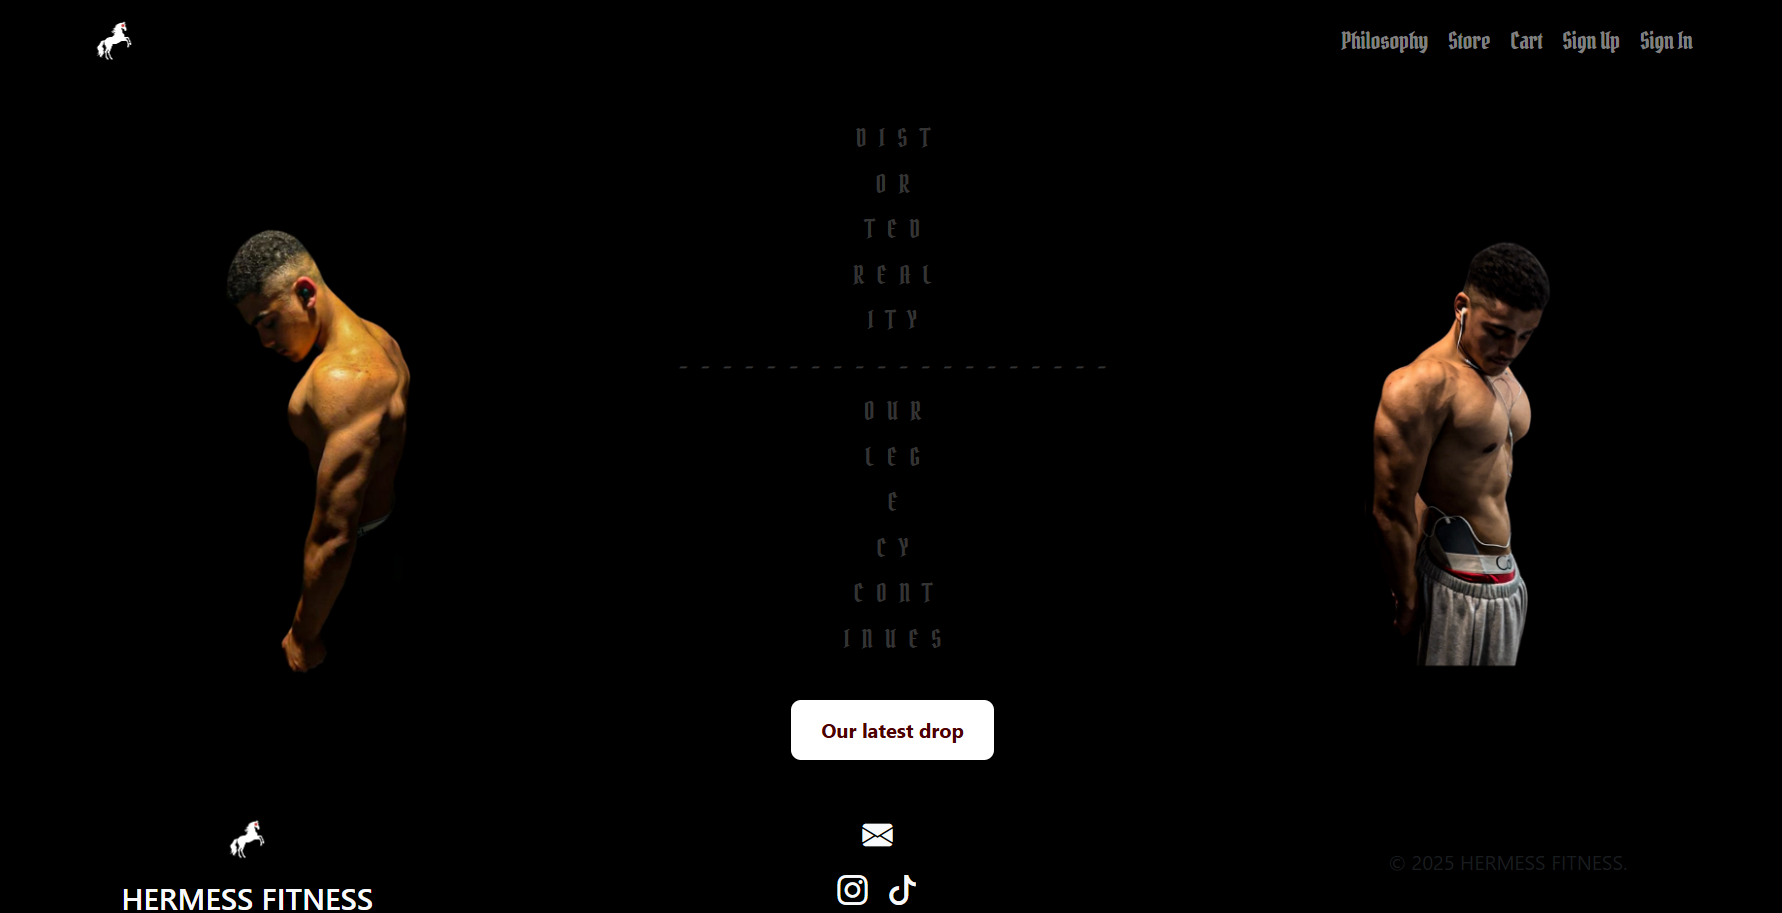 Philosophy Store Cart Sign Up Sign In
D I S T
O R
T E D
R E A L
I T Y
- - - - - - - - - - - - - - - - - - - -
O U R
L E G
E
C Y
C O N T
I N U E S
Our latest drop
HERMESS FITNESS
© 2025 HERMESS FITNESS.